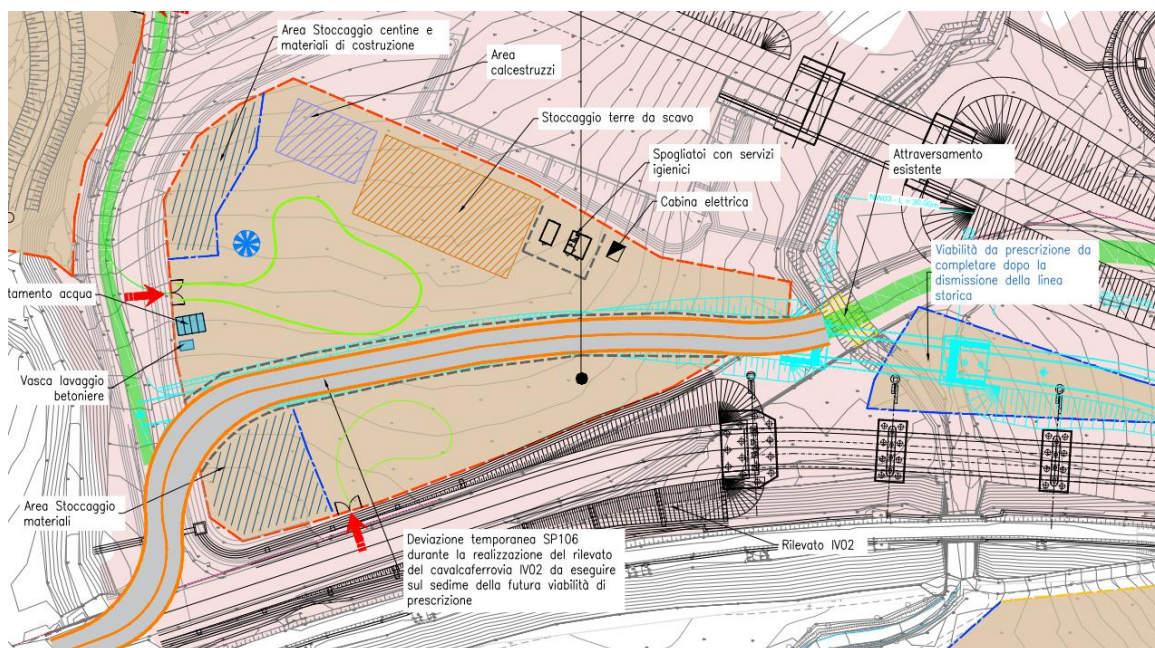 Area Stoccaggio centine e
materiali di costruzione
Area
calcestruzzi
Stoccaggio terre da scavo
Spogliatoi con servizi
igienici
Cabina elettrica
Attraversamento
esistente
Viabilità da prescrizione da
completare dopo la
dismissione della linea
storica
tamento acqua
Vasca lavaggio
betoniere
Area Stoccaggio
materiali
Deviazione temporanea SP106
durante la realizzazione del rilevato
del cavalcaferrovia IV02 da eseguire
sul sedime della futura viabilità di
prescrizione
Rilevato IV02